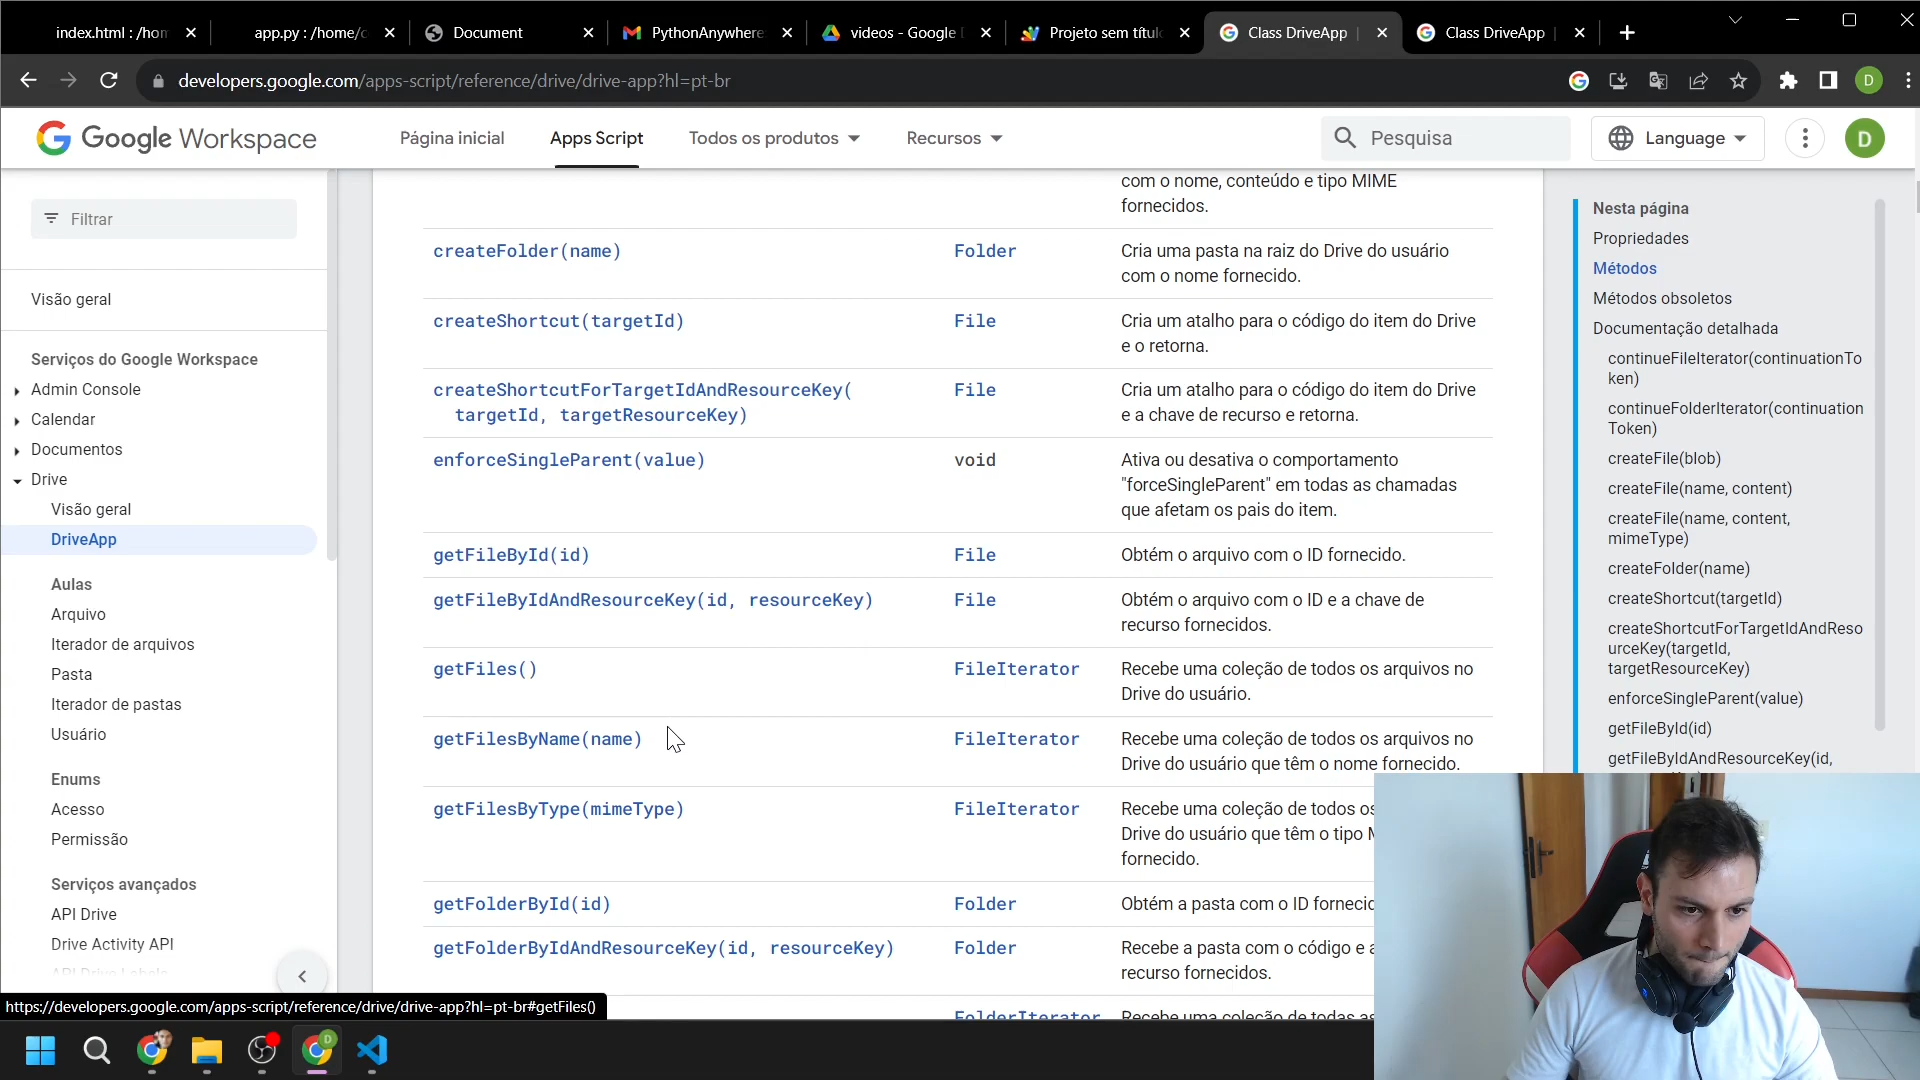 index.html : /hom
app.py : /home/c
Document
PythonAnywhere
videos - Google D
Projeto sem títul
Class DriveApp |
Class DriveApp |
developers.google.com/apps-script/reference/drive/drive-app?hl=pt-br
D
Google Workspace
Página inicial
Apps Script
Todos os produtos
Recursos
Pesquisa
Language
D
Filtrar
Visão geral
Serviços do Google Workspace
Admin Console
Calendar
Documentos
Drive
Visão geral
DriveApp
Aulas
Arquivo
Iterador de arquivos
Pasta
Iterador de pastas
Usuário
Enums
Acesso
Permissão
Serviços avançados
API Drive
Drive Activity API
API Drive Labels
com o nome, conteúdo e tipo MIME
fornecidos.
createFolder(name)
Folder
Cria uma pasta na raiz do Drive do usuário
com o nome fornecido.
createShortcut(targetId)
File
Cria um atalho para o código do item do Drive
e o retorna.
createShortcutForTargetIdAndResourceKey(
targetId, targetResourceKey)
File
Cria um atalho para o código do item do Drive
e a chave de recurso e retorna.
enforceSingleParent(value)
void
Ativa ou desativa o comportamento
"forceSingleParent" em todas as chamadas
que afetam os pais do item.
getFileById(id)
File
Obtém o arquivo com o ID fornecido.
getFileByIdAndResourceKey(id, resourceKey)
File
Obtém o arquivo com o ID e a chave de
recurso fornecidos.
getFiles()
FileIterator
Recebe uma coleção de todos os arquivos no
Drive do usuário.
getFilesByName(name)
FileIterator
Recebe uma coleção de todos os arquivos no
Drive do usuário que têm o nome fornecido.
getFilesByType(mimeType)
FileIterator
Recebe uma coleção de todos os
Drive do usuário que têm o tipo M
fornecido.
getFolderById(id)
Folder
Obtém a pasta com o ID fornecid
getFolderByIdAndResourceKey(id, resourceKey)
Folder
Recebe a pasta com o código e a
recurso fornecidos.
FolderIterator
Recebe uma coleção de todas as
Nesta página
Propriedades
Métodos
Métodos obsoletos
Documentação detalhada
continueFileIterator(continuationTo
ken)
continueFolderIterator(continuation
Token)
createFile(blob)
createFile(name, content)
createFile(name, content,
mimeType)
createFolder(name)
createShortcut(targetId)
createShortcutForTargetIdAndReso
urceKey(targetId,
targetResourceKey)
enforceSingleParent(value)
getFileById(id)
getFileByIdAndResourceKey(id,
https://developers.google.com/apps-script/reference/drive/drive-app?hl=pt-br#getFiles()
D